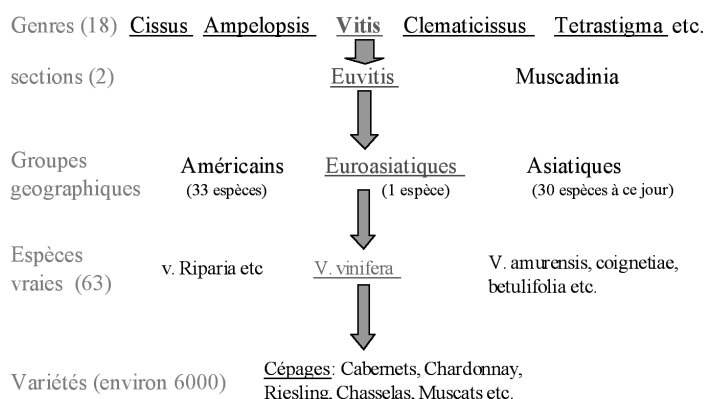 Genres (18) Cissus Ampelopsis Vitis Clematicissus Tetrastigma etc.
sections (2) Euvitis Muscadinia
Groupes
geographiques
Américains Euroasiatiques Asiatiques
(33 espèces) (1 espèce) (30 espèces à ce jour)
Espèces
vraies (63)
v. Riparia etc V. vinifera V. amurensis, coignetiae,
betulifolia etc.
Variétés (environ 6000)
Cépages: Cabernets, Chardonnay,
Riesling, Chasselas, Muscats etc.